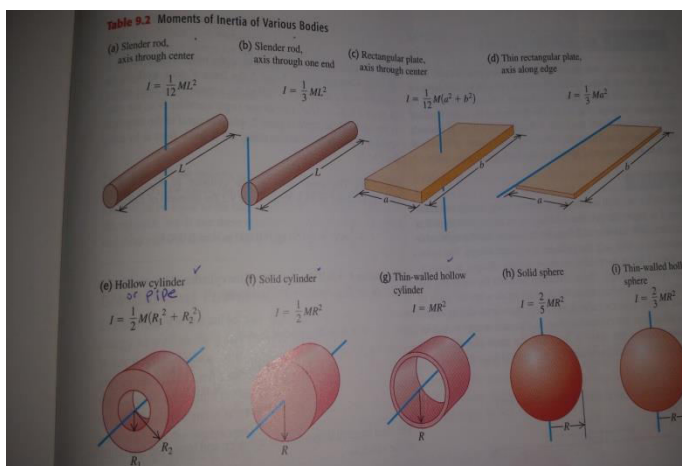 Table 9.2 Moments of Inertia of Various Bodies
(a) Slender rod,
axis through center
I = 1/12 ML²
(b) Slender rod,
axis through one end
I = 1/3 ML²
(c) Rectangular plate,
axis through center
I = 1/12 M(a² + b²)
(d) Thin rectangular plate,
axis along edge
I = 1/3 Ma²
L
L
b
a
b
a
(e) Hollow cylinder
or pipe
I = 1/2 M(R₁² + R₂²)
(f) Solid cylinder
I = 1/2 MR²
(g) Thin-walled hollow
cylinder
I = MR²
(h) Solid sphere
I = 2/5 MR²
(i) Thin-walled holl
sphere
I = 2/3 MR²
R₁
R₂
R
R
R
R